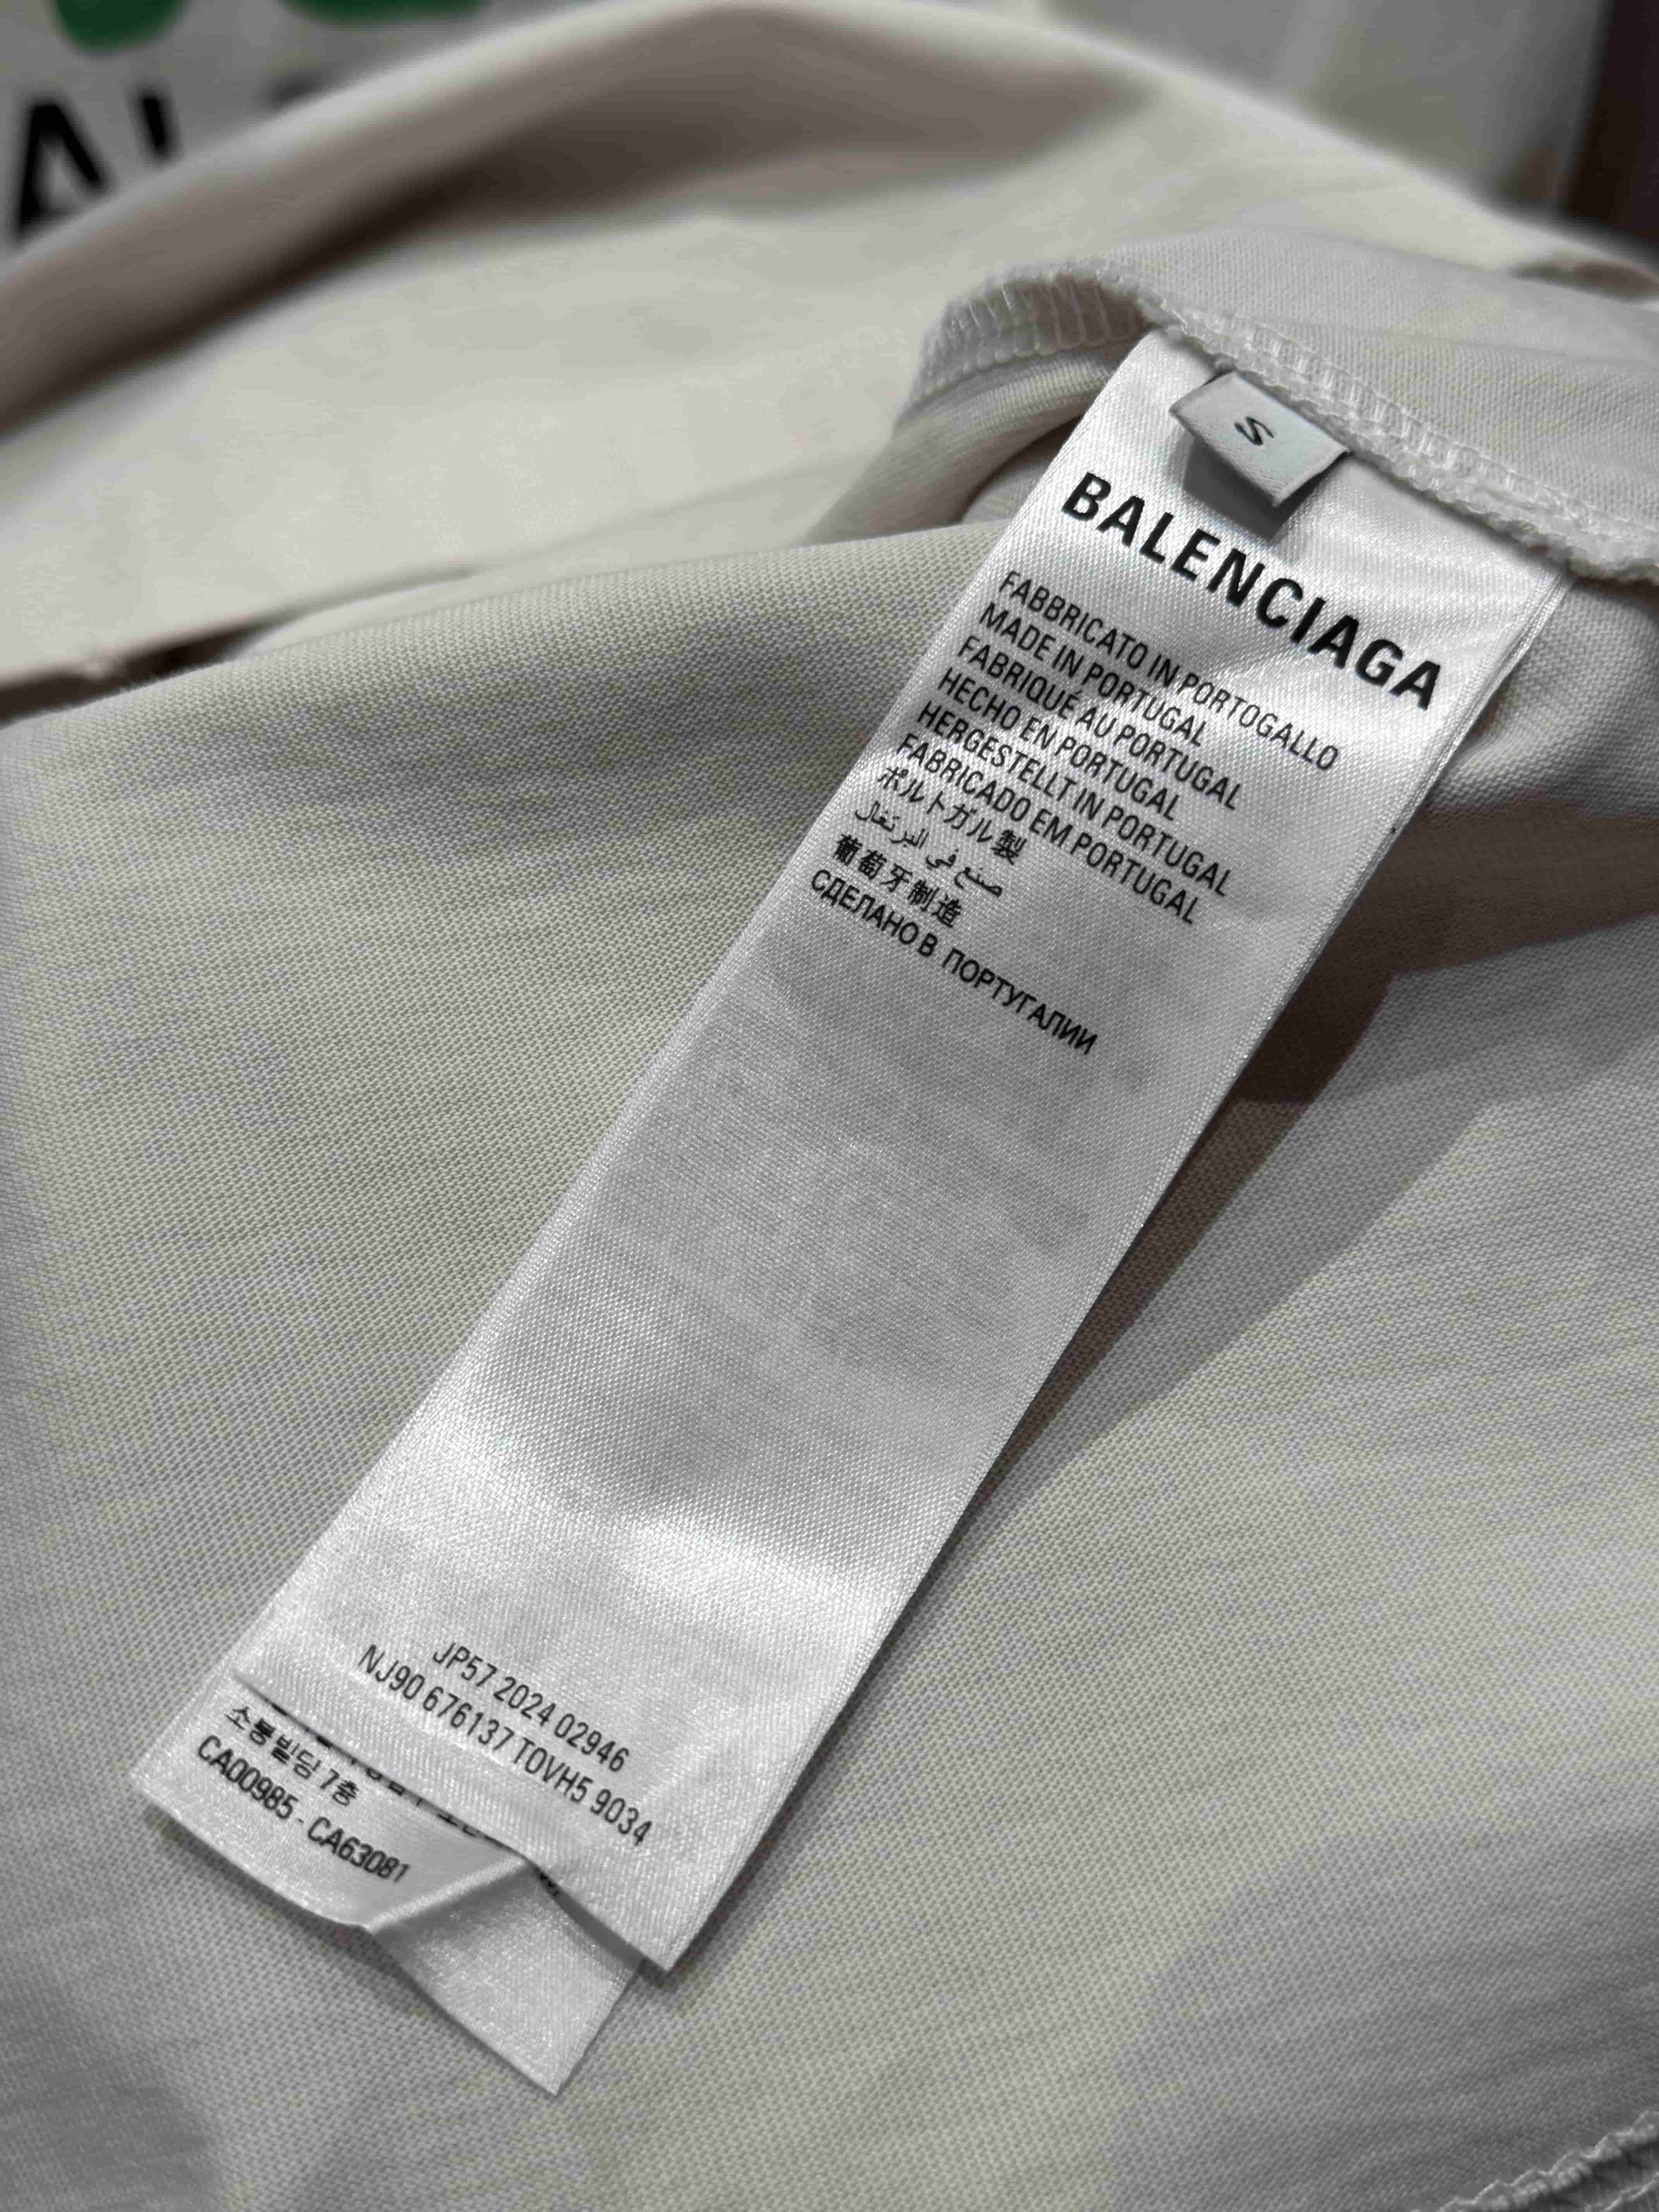 S
BALENCIAGA
FABBRICATO IN PORTOGALLO
MADE IN PORTUGAL
FABRIQUÉ AU PORTUGAL
HECHO EN PORTUGAL
HERGESTELLT IN PORTUGAL
FABRICADO EM PORTUGAL
ポルトガル製
صنع في البرتغال
葡萄牙制造
СДЕЛАНО В ПОРТУГАЛИИ
JP57 2024 02946
NJ90 676137 TOVH5 9034
빌딩 7층
CA00985 - CA63081